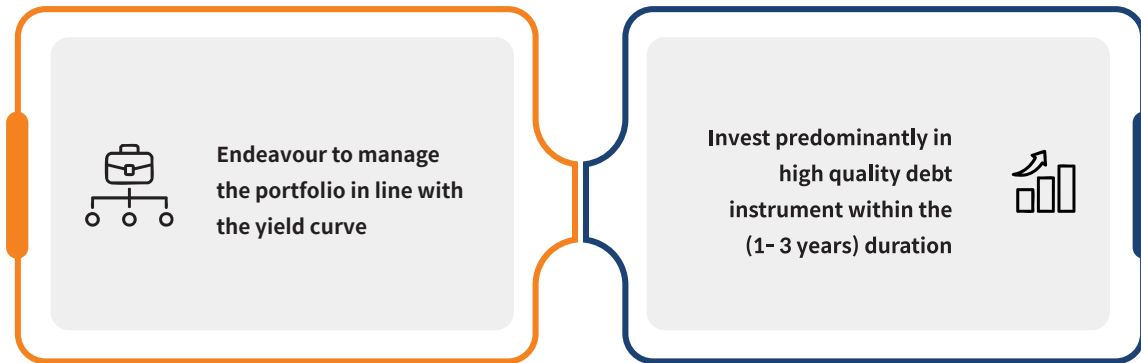 Endeavour to manage
the portfolio in line with
the yield curve
Invest predominantly in
high quality debt
instrument within the
(1- 3 years) duration